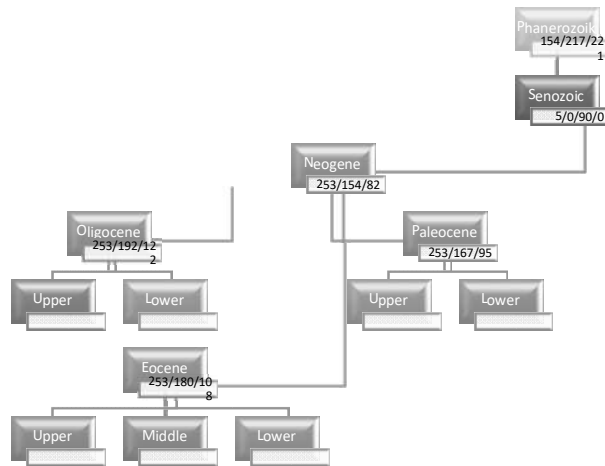 Phanerozoik
154/217/22
1
Senozoic
5/0/90/0
Neogene
253/154/82
Oligocene
253/192/12
2
Paleocene
253/167/95
Upper
Lower
Upper
Lower
Eocene
253/180/10
8
Upper
Middle
Lower